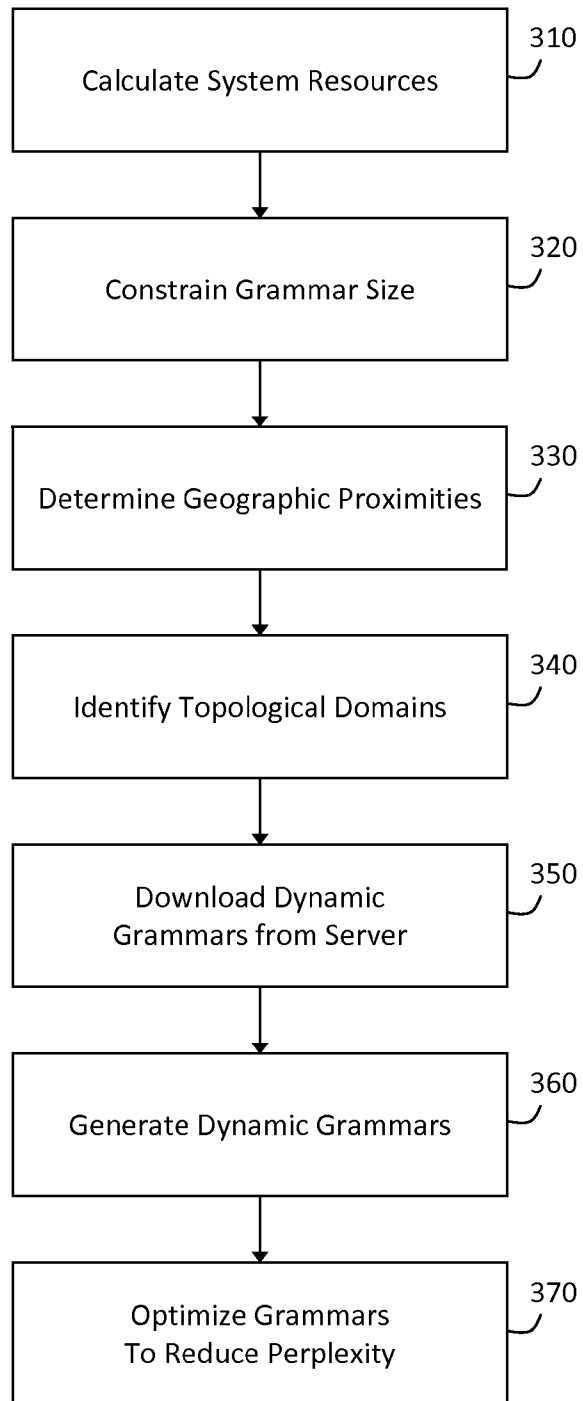 310
Calculate System Resources
320
Constrain Grammar Size
330
Determine Geographic Proximities
340
Identify Topological Domains
350
Download Dynamic
Grammars from Server
360
Generate Dynamic Grammars
370
Optimize Grammars
To Reduce Perplexity